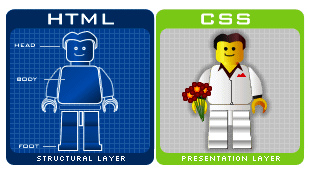 HTML
HEAD
BODY
FOOT
STRUCTURAL LAYER
CSS
PRESENTATION LAYER